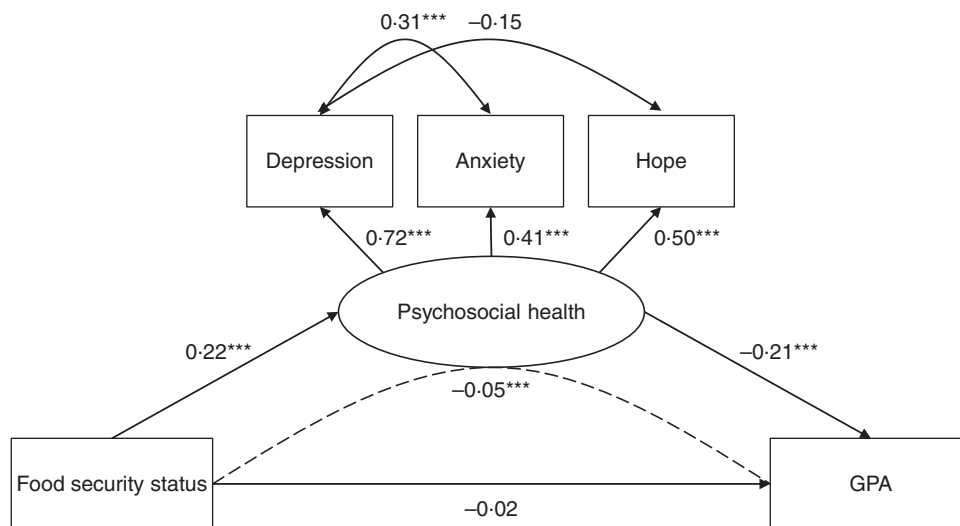 0·31*** –0·15
Depression Anxiety Hope
0·72*** 0·41*** 0·50***
Psychosocial health
0·22*** –0·21***
–0·05***
Food security status GPA
–0·02